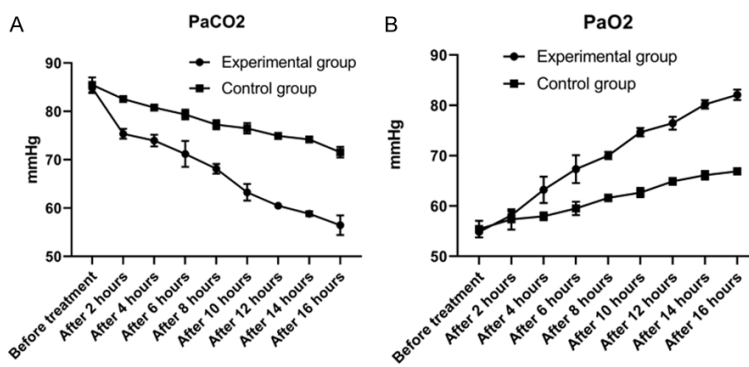 A
PaCO2
Experimental group
Control group
mmHg
90
80
70
60
50
Before treatment
After 2 hours
After 4 hours
After 6 hours
After 8 hours
After 10 hours
After 12 hours
After 14 hours
After 16 hours
B
PaO2
Experimental group
Control group
mmHg
90
80
70
60
50
Before treatment
After 2 hours
After 4 hours
After 6 hours
After 8 hours
After 10 hours
After 12 hours
After 14 hours
After 16 hours